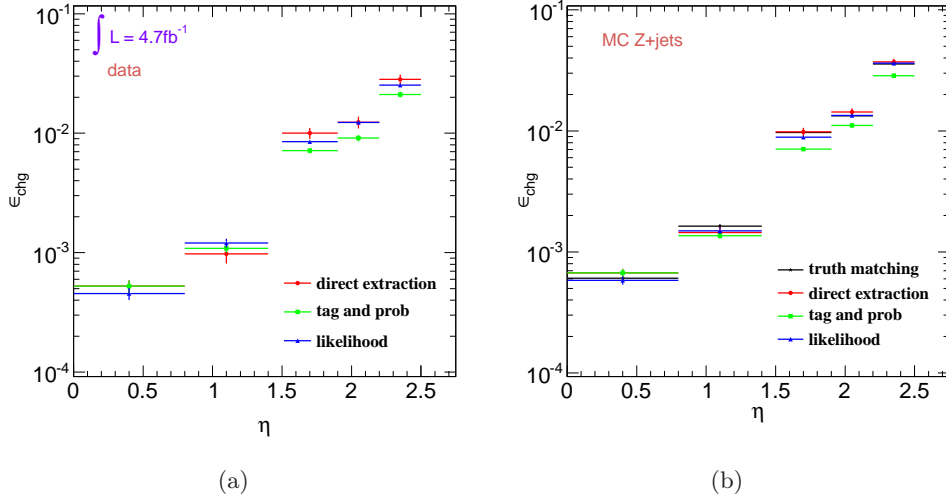 ∫ L = 4.7fb⁻¹
data
ϵchg
10⁻¹
10⁻²
10⁻³
10⁻⁴
direct extraction
tag and prob
likelihood
0 0.5 1 1.5 2 2.5
η
(a)
MC Z+jets
ϵchg
10⁻¹
10⁻²
10⁻³
10⁻⁴
truth matching
direct extraction
tag and prob
likelihood
0 0.5 1 1.5 2 2.5
η
(b)